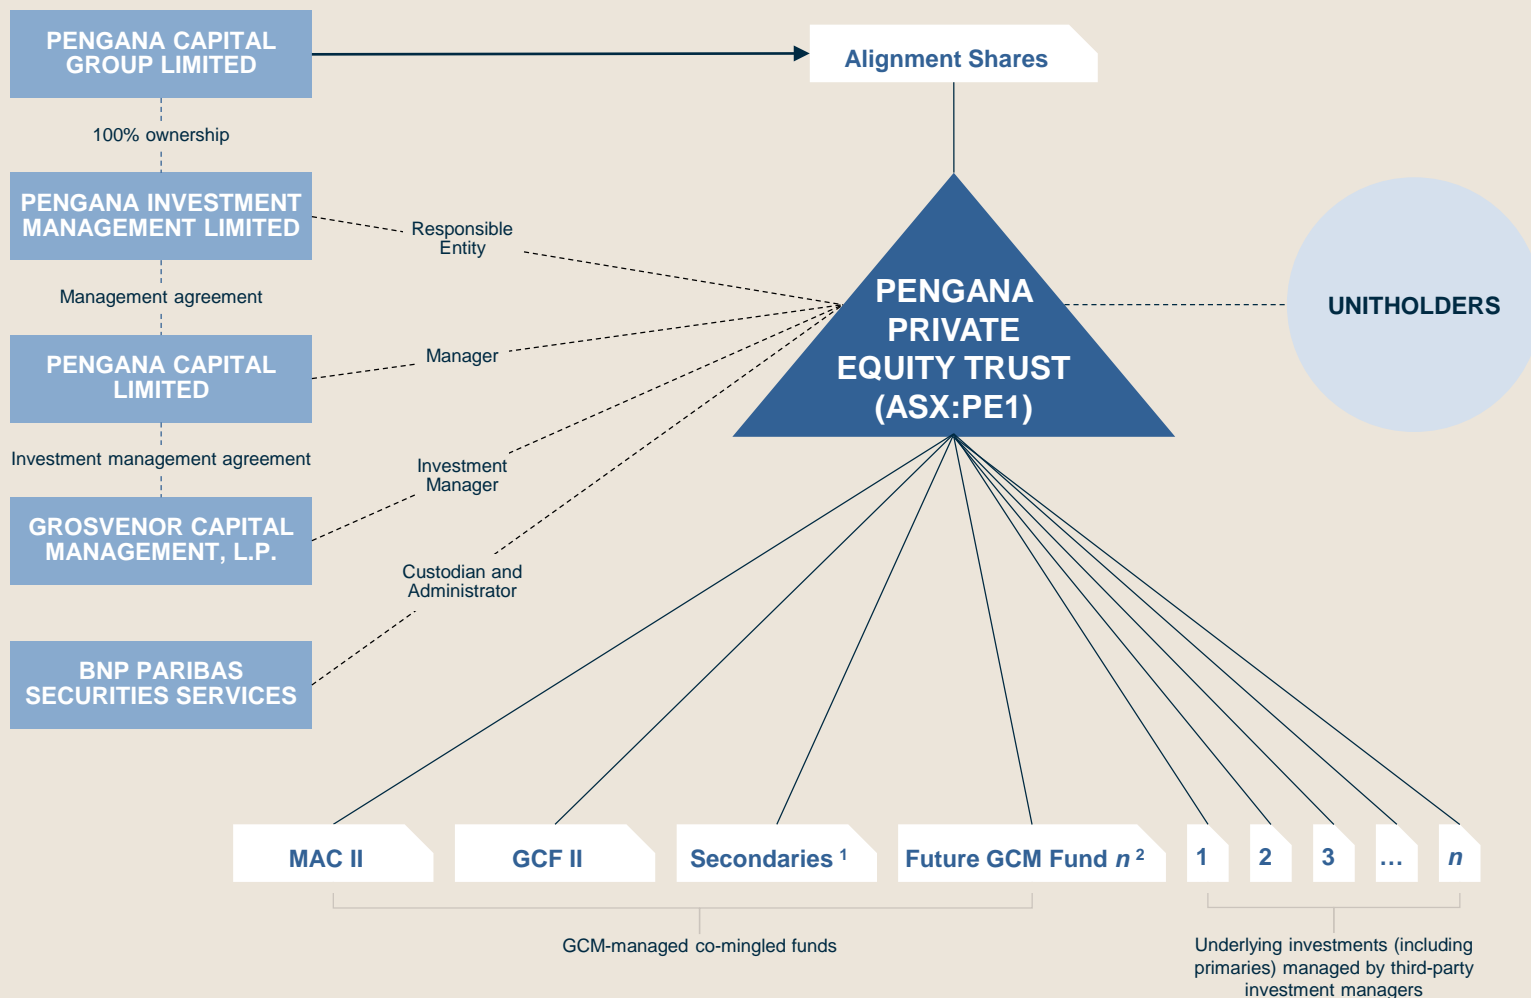 PENGANA CAPITAL
GROUP LIMITED
Alignment Shares
100% ownership
PENGANA INVESTMENT
MANAGEMENT LIMITED
Responsible
Entity
Management agreement
PENGANA CAPITAL
LIMITED
Manager
PENGANA
PRIVATE
EQUITY TRUST
(ASX:PE1)
UNITHOLDERS
Investment management agreement
Investment
Manager
GROSVENOR CAPITAL
MANAGEMENT, L.P.
Custodian and
Administrator
BNP PARIBAS
SECURITIES SERVICES
MAC II
GCF II
Secondaries 1
Future GCM Fund n 2
1
2
3
...
n
GCM-managed co-mingled funds
Underlying investments (including
primaries) managed by third-party
investment managers